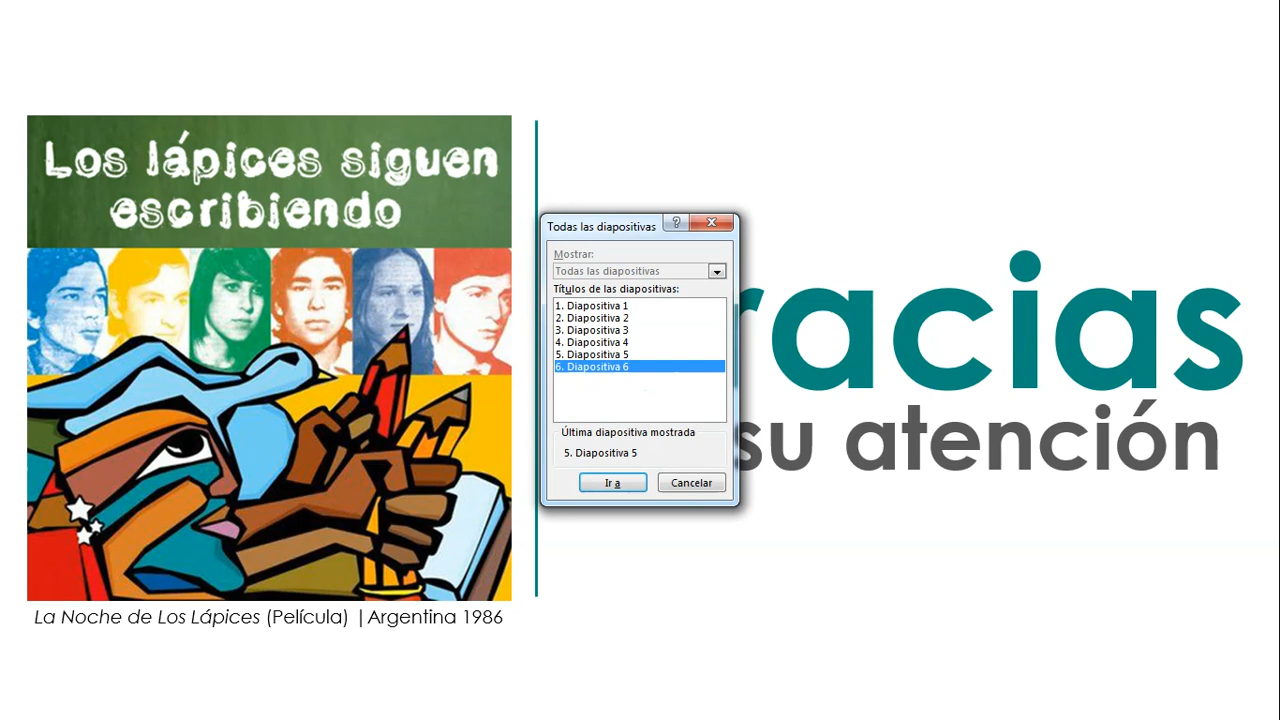 Los lápices siguen
escribiendo
La Noche de Los Lápices (Película) |Argentina 1986
Todas las diapositivas
?
Mostrar:
Todas las diapositivas
Títulos de las diapositivas:
1. Diapositiva 1
2. Diapositiva 2
3. Diapositiva 3
4. Diapositiva 4
5. Diapositiva 5
6. Diapositiva 6
Última diapositiva mostrada
5. Diapositiva 5
Ir a
Cancelar
racias
su atención